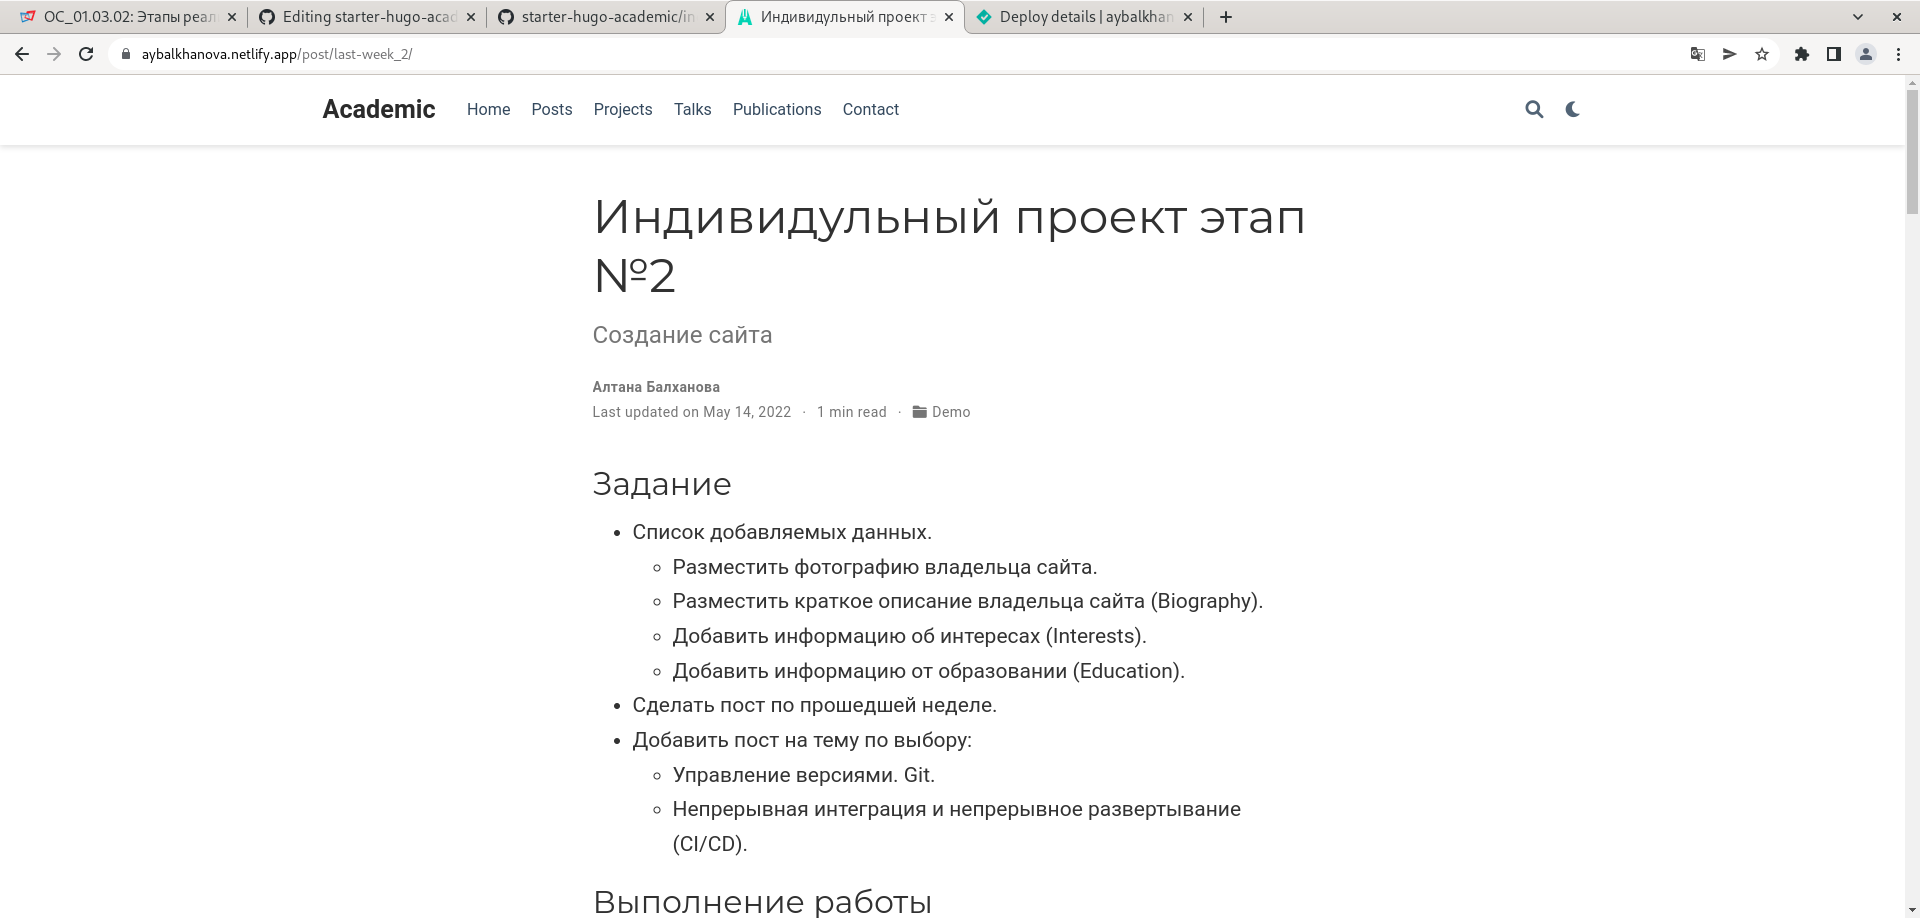 ОС_01.03.02: Этапы реал
Editing starter-hugo-acad
starter-hugo-academic/in
Индивидульный проект э
Deploy details | aybalkhan
aybalkhanova.netlify.app/post/last-week_2/
Academic Home Posts Projects Talks Publications Contact
Индивидульный проект этап
№2
Создание сайта
Алтана Балханова
Last updated on May 14, 2022 · 1 min read · Demo
Задание
• Список добавляемых данных.
◦ Разместить фотографию владельца сайта.
◦ Разместить краткое описание владельца сайта (Biography).
◦ Добавить информацию об интересах (Interests).
◦ Добавить информацию от образовании (Education).
• Сделать пост по прошедшей неделе.
• Добавить пост на тему по выбору:
◦ Управление версиями. Git.
◦ Непрерывная интеграция и непрерывное развертывание
(CI/CD).
Выполнение работы